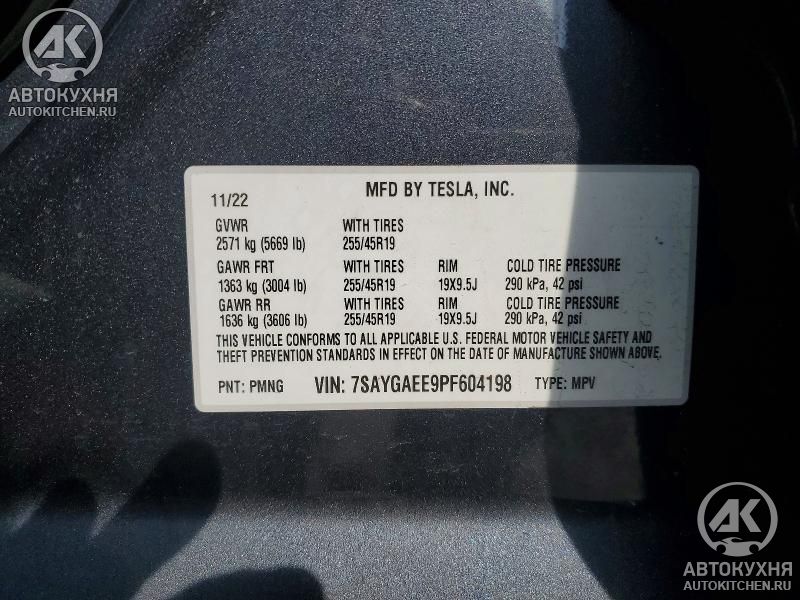 AK
АВТОКУХНЯ
AUTOKITCHEN.RU
MFD BY TESLA, INC.
11/22
GVWR WITH TIRES
2571 kg (5669 lb) 255/45R19
GAWR FRT WITH TIRES RIM COLD TIRE PRESSURE
1363 kg (3004 lb) 255/45R19 19X9.5J 290 kPa, 42 psi
GAWR RR WITH TIRES RIM COLD TIRE PRESSURE
1636 kg (3606 lb) 255/45R19 19X9.5J 290 kPa, 42 psi
THIS VEHICLE CONFORMS TO ALL APPLICABLE U.S. FEDERAL MOTOR VEHICLE SAFETY AND
THEFT PREVENTION STANDARDS IN EFFECT ON THE DATE OF MANUFACTURE SHOWN ABOVE.
PNT: PMNG VIN: 7SAYGAEE9PF604198 TYPE: MPV
AK
АВТОКУХНЯ
AUTOKITCHEN.RU